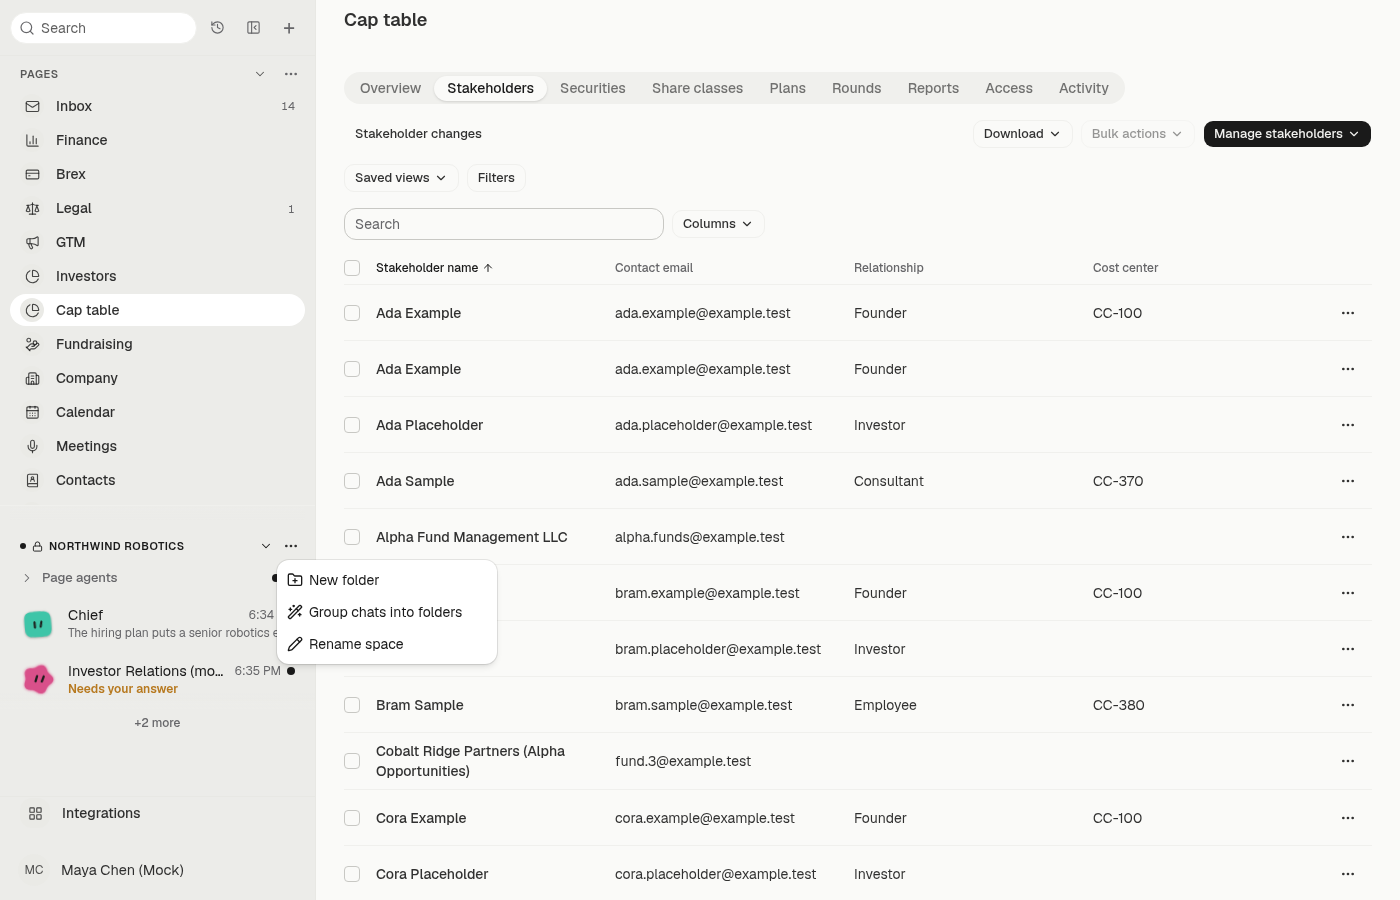 Search
PAGES
Inbox 14
Finance
Brex
Legal 1
GTM
Investors
Cap table
Fundraising
Company
Calendar
Meetings
Contacts
NORTHWIND ROBOTICS
Page agents
Chief 6:34
The hiring plan puts a senior robotics
Investor Relations (mo... 6:35 PM
Needs your answer
+2 more
Integrations
MC Maya Chen (Mock)
New folder
Group chats into folders
Rename space
Cap table
Overview Stakeholders Securities Share classes Plans Rounds Reports Access Activity
Stakeholder changes Download Bulk actions Manage stakeholders
Saved views Filters
Search Columns
Stakeholder name Contact email Relationship Cost center
Ada Example ada.example@example.test Founder CC-100
Ada Example ada.example@example.test Founder
Ada Placeholder ada.placeholder@example.test Investor
Ada Sample ada.sample@example.test Consultant CC-370
Alpha Fund Management LLC alpha.funds@example.test
bram.example@example.test Founder CC-100
bram.placeholder@example.test Investor
Bram Sample bram.sample@example.test Employee CC-380
Cobalt Ridge Partners (Alpha
Opportunities) fund.3@example.test
Cora Example cora.example@example.test Founder CC-100
Cora Placeholder cora.placeholder@example.test Investor